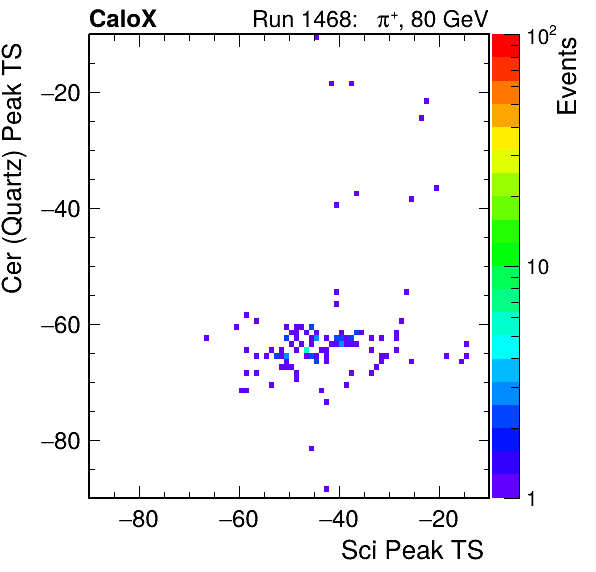 CaloX Run 1468: π⁺, 80 GeV
Cer (Quartz) Peak TS
−20
−40
−60
−80
−80 −60 −40 −20
Sci Peak TS
Events
10²
10
1